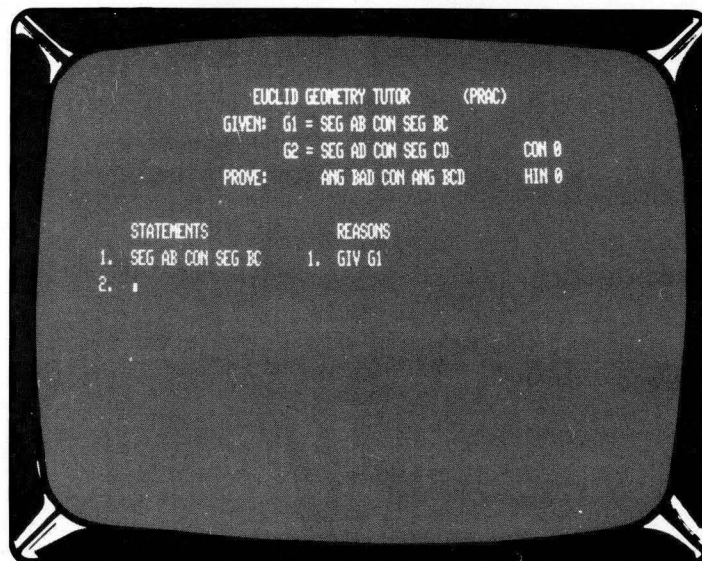 EUCLID GEOMETRY TUTOR (PRAC)
GIVEN: G1 = SEG AB CON SEG BC
G2 = SEG AD CON SEG CD CON 0
PROVE: ANG BAD CON ANG BCD HIN 0
STATEMENTS REASONS
1. SEG AB CON SEG BC 1. GIV G1
2.